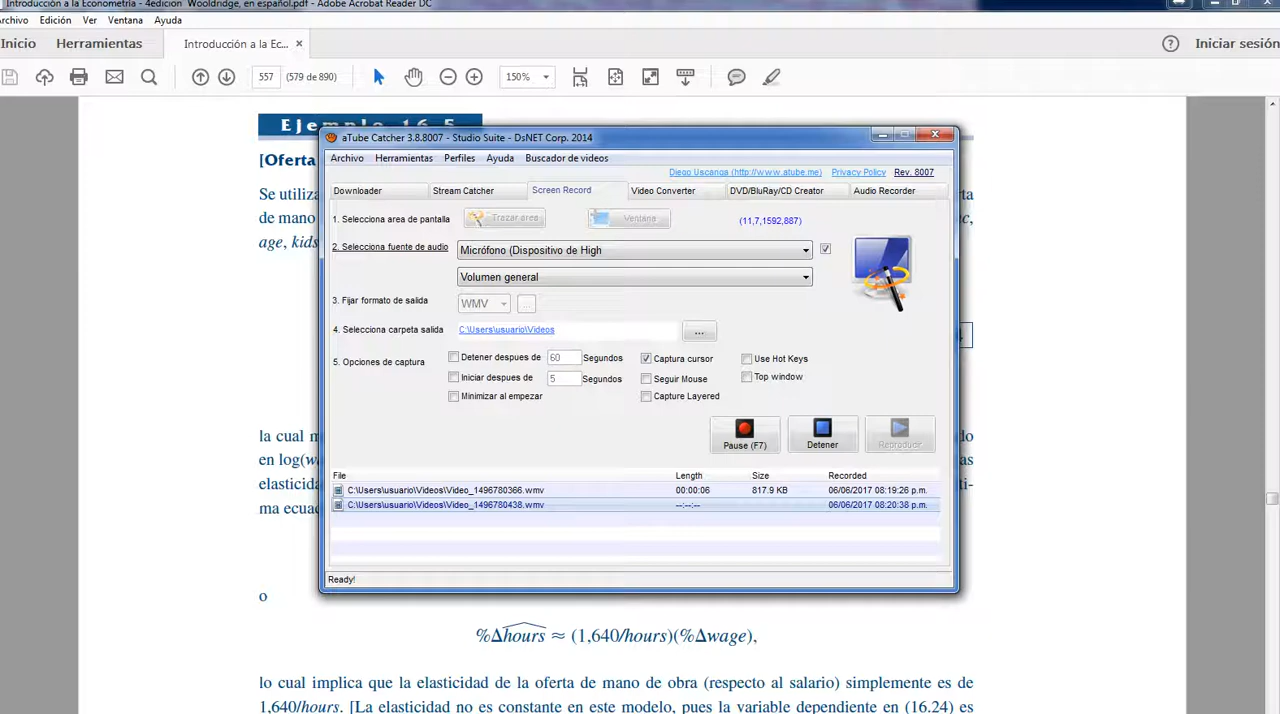 Introducción a la Econometría - 4edicion Wooldridge, en español.pdf - Adobe Acrobat Reader DC
Archivo Edición Ver Ventana Ayuda
Inicio Herramientas Introducción a la Ec... × Iniciar sesión
557 (579 de 890) 150%
Ejemplo 16.5
aTube Catcher 3.8.8007 - Studio Suite - DsNET Corp. 2014
[Oferta
Archivo Herramientas Perfiles Ayuda Buscador de videos
Diego Uscanga (http://www.atube.me) Privacy Policy Rev. 8007
Se utiliza
Downloader Stream Catcher Screen Record Video Converter DVD/BluRay/CD Creator Audio Recorder
de mano
1. Selecciona area de pantalla Trazar area Ventana (11,7,1592,887)
age, kids
2. Selecciona fuente de audio Micrófono (Dispositivo de High
Volumen general
3. Fijar formato de salida WMV ...
4. Selecciona carpeta salida C:\Users\usuario\Videos ...
5. Opciones de captura Detener despues de 60 Segundos Captura cursor Use Hot Keys
Iniciar despues de 5 Segundos Seguir Mouse Top window
Minimizar al empezar Capture Layered
Pause (F7) Detener Reproducir
la cual
en log(
elasticidad
File Length Size Recorded
C:\Users\usuario\Videos\Video_1496780366.wmv 00:00:06 817.9 KB 06/06/2017 08:19:26 p.m.
C:\Users\usuario\Videos\Video_1496780438.wmv --:--:-- 06/06/2017 08:20:38 p.m.
Ready!
o
%Δhours ≈ (1,640/hours)(%Δwage),
lo cual implica que la elasticidad de la oferta de mano de obra (respecto al salario) simplemente es de
1,640/hours. [La elasticidad no es constante en este modelo, pues la variable dependiente en (16.24) es